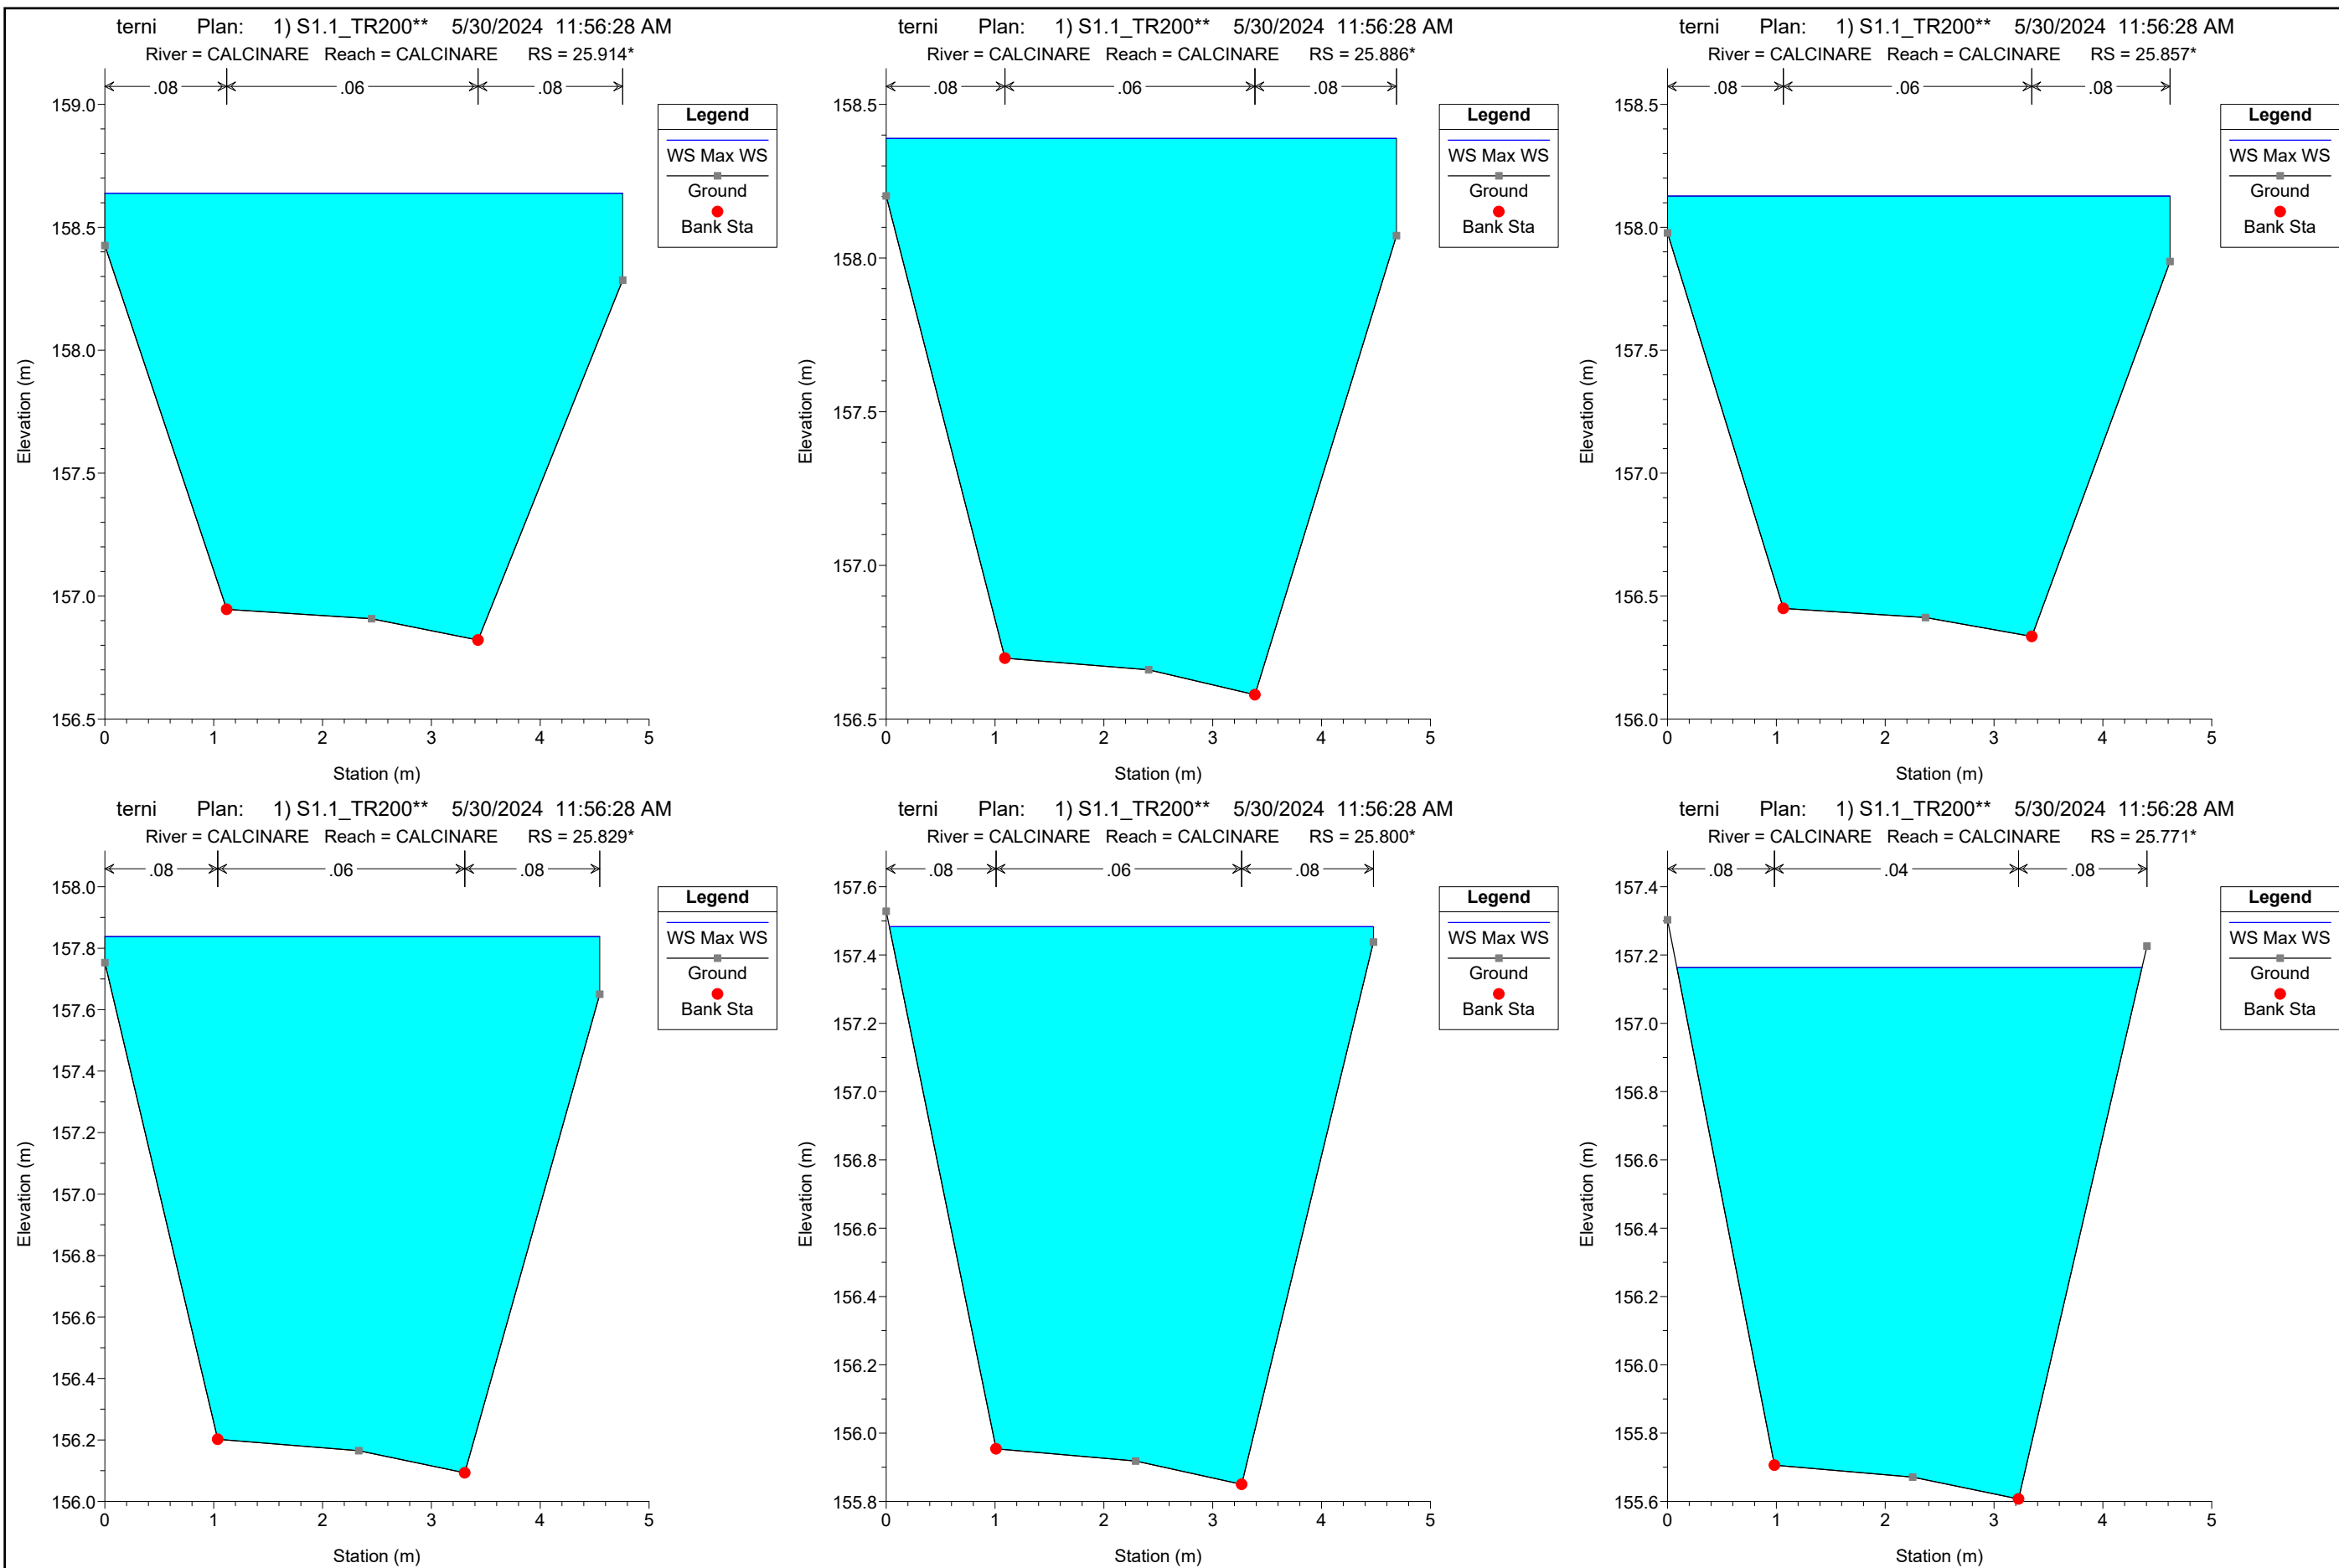 terni Plan: 1) S1.1_TR200** 5/30/2024 11:56:28 AM
River = CALCINARE Reach = CALCINARE RS = 25.914*
.08 .06 .08
159.0
158.5
158.0
157.5
157.0
156.5
Elevation (m)
0 1 2 3 4 5
Station (m)
Legend
WS Max WS
Ground
Bank Sta
terni Plan: 1) S1.1_TR200** 5/30/2024 11:56:28 AM
River = CALCINARE Reach = CALCINARE RS = 25.886*
.08 .06 .08
158.5
158.0
157.5
157.0
156.5
Elevation (m)
0 1 2 3 4 5
Station (m)
Legend
WS Max WS
Ground
Bank Sta
terni Plan: 1) S1.1_TR200** 5/30/2024 11:56:28 AM
River = CALCINARE Reach = CALCINARE RS = 25.857*
.08 .06 .08
158.5
158.0
157.5
157.0
156.5
156.0
Elevation (m)
0 1 2 3 4 5
Station (m)
Legend
WS Max WS
Ground
Bank Sta
terni Plan: 1) S1.1_TR200** 5/30/2024 11:56:28 AM
River = CALCINARE Reach = CALCINARE RS = 25.829*
.08 .06 .08
158.0
157.8
157.6
157.4
157.2
157.0
156.8
156.6
156.4
156.2
156.0
Elevation (m)
0 1 2 3 4 5
Station (m)
Legend
WS Max WS
Ground
Bank Sta
terni Plan: 1) S1.1_TR200** 5/30/2024 11:56:28 AM
River = CALCINARE Reach = CALCINARE RS = 25.800*
.08 .06 .08
157.6
157.4
157.2
157.0
156.8
156.6
156.4
156.2
156.0
155.8
Elevation (m)
0 1 2 3 4 5
Station (m)
Legend
WS Max WS
Ground
Bank Sta
terni Plan: 1) S1.1_TR200** 5/30/2024 11:56:28 AM
River = CALCINARE Reach = CALCINARE RS = 25.771*
.08 .04 .08
157.4
157.2
157.0
156.8
156.6
156.4
156.2
156.0
155.8
155.6
Elevation (m)
0 1 2 3 4 5
Station (m)
Legend
WS Max WS
Ground
Bank Sta